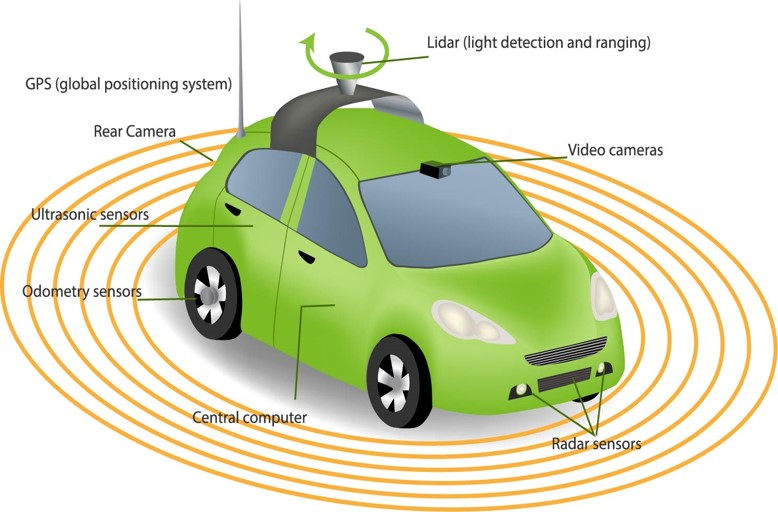 Lidar (light detection and ranging)
GPS (global positioning system)
Rear Camera
Video cameras
Ultrasonic sensors
Odometry sensors
Central computer
Radar sensors